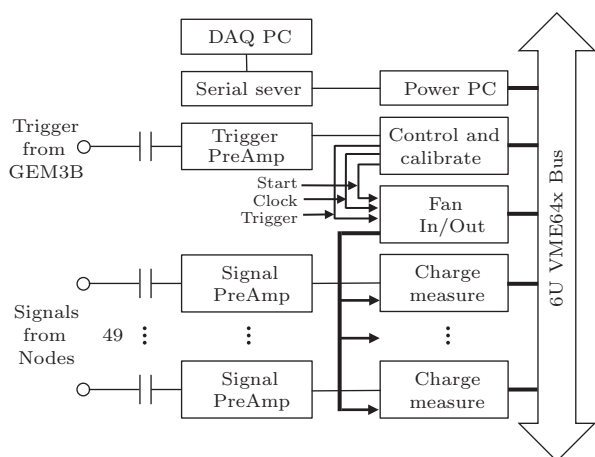 DAQ PC
Serial sever
Power PC
Trigger
from
GEM3B
Trigger
PreAmp
Control and
calibrate
Start
Clock
Trigger
Fan
In/Out
6U VME64x Bus
Signal
PreAmp
Charge
measure
Signals
from
Nodes
49
Signal
PreAmp
Charge
measure